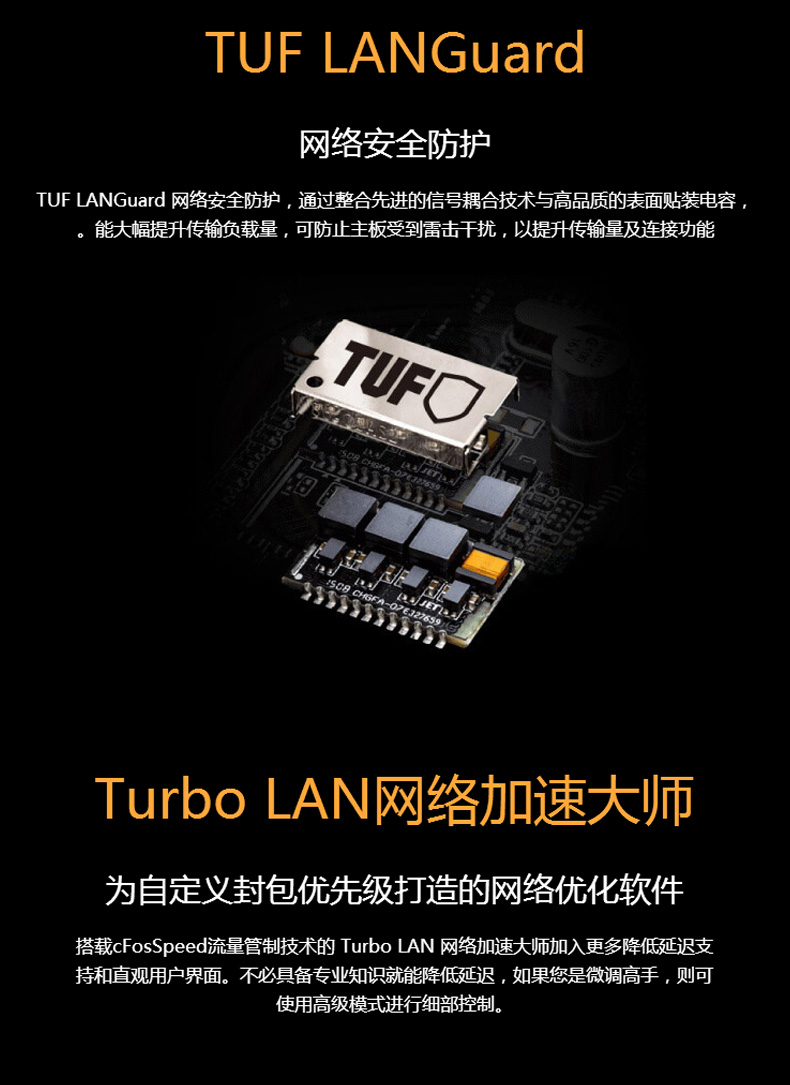 TUF LANGuard
网络安全防护
TUF LANGuard 网络安全防护，通过整合先进的信号耦合技术与高品质的表面贴装电容，
。能大幅提升传输负载量，可防止主板受到雷击干扰，以提升传输量及连接功能
TUF
JET
1508 CHGFA-07E327659
JET
1508 CHGFA-07E327659
Turbo LAN网络加速大师
为自定义封包优先级打造的网络优化软件
搭载cFosSpeed流量管制技术的 Turbo LAN 网络加速大师加入更多降低延迟支
持和直观用户界面。不必具备专业知识就能降低延迟，如果您是微调高手，则可
使用高级模式进行细部控制。